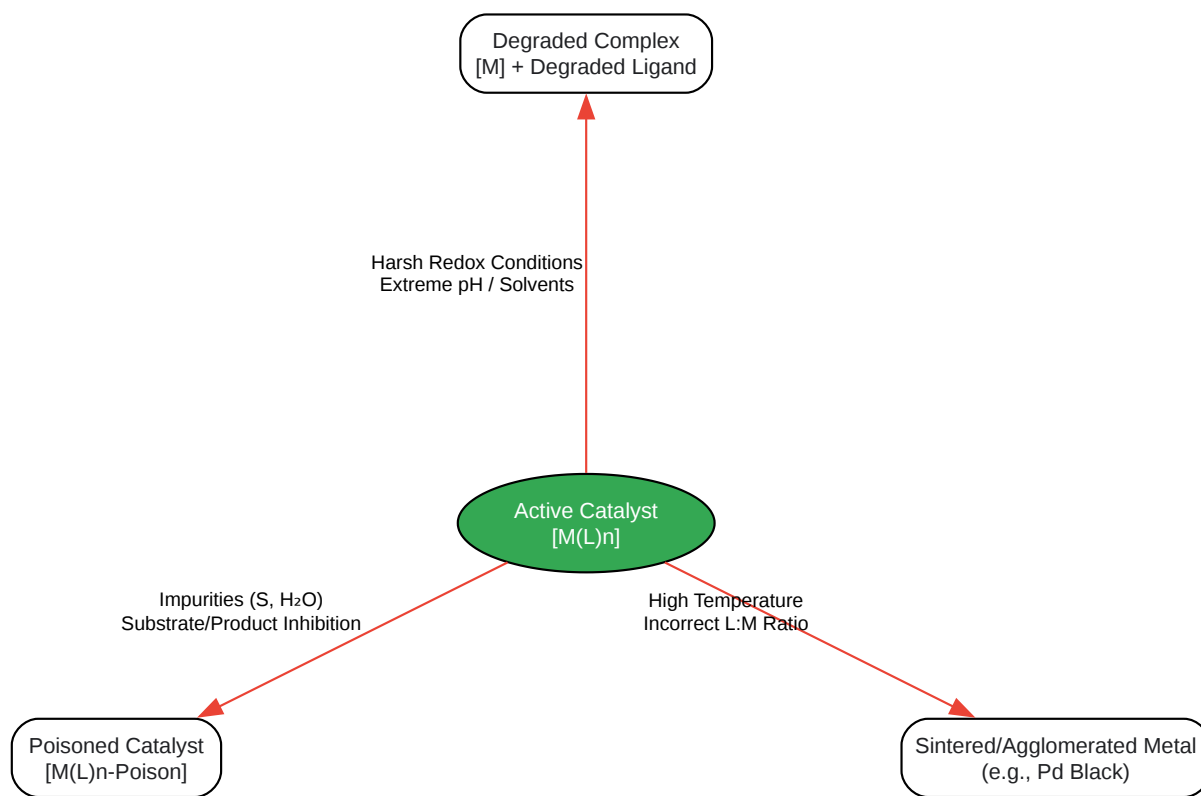 Degraded Complex
[M] + Degraded Ligand
Harsh Redox Conditions
Extreme pH / Solvents
Active Catalyst
[M(L)n]
Impurities (S, H₂O)
Substrate/Product Inhibition
High Temperature
Incorrect L:M Ratio
Poisoned Catalyst
[M(L)n-Poison]
Sintered/Agglomerated Metal
(e.g., Pd Black)